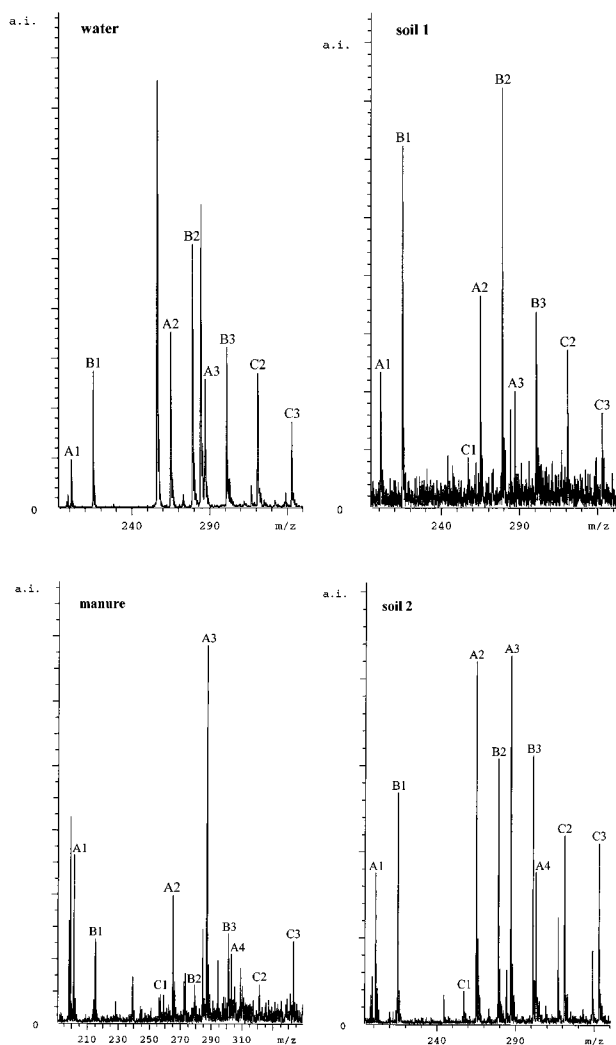 a.i.
water
B2
A2
B3
B1
A3
C2
C3
A1
0
240
290
m/z
a.i.
soil 1
B2
B1
A2
B3
C2
A1
A3
C3
C1
0
240
290
m/z
a.i.
manure
A3
A1
A2
B1
B3
A4
C3
C1
B2
C2
0
210
230
250
270
290
310
m/z
a.i.
soil 2
A3
A2
B3
B2
B1
C2
C3
A4
A1
C1
0
240
290
m/z